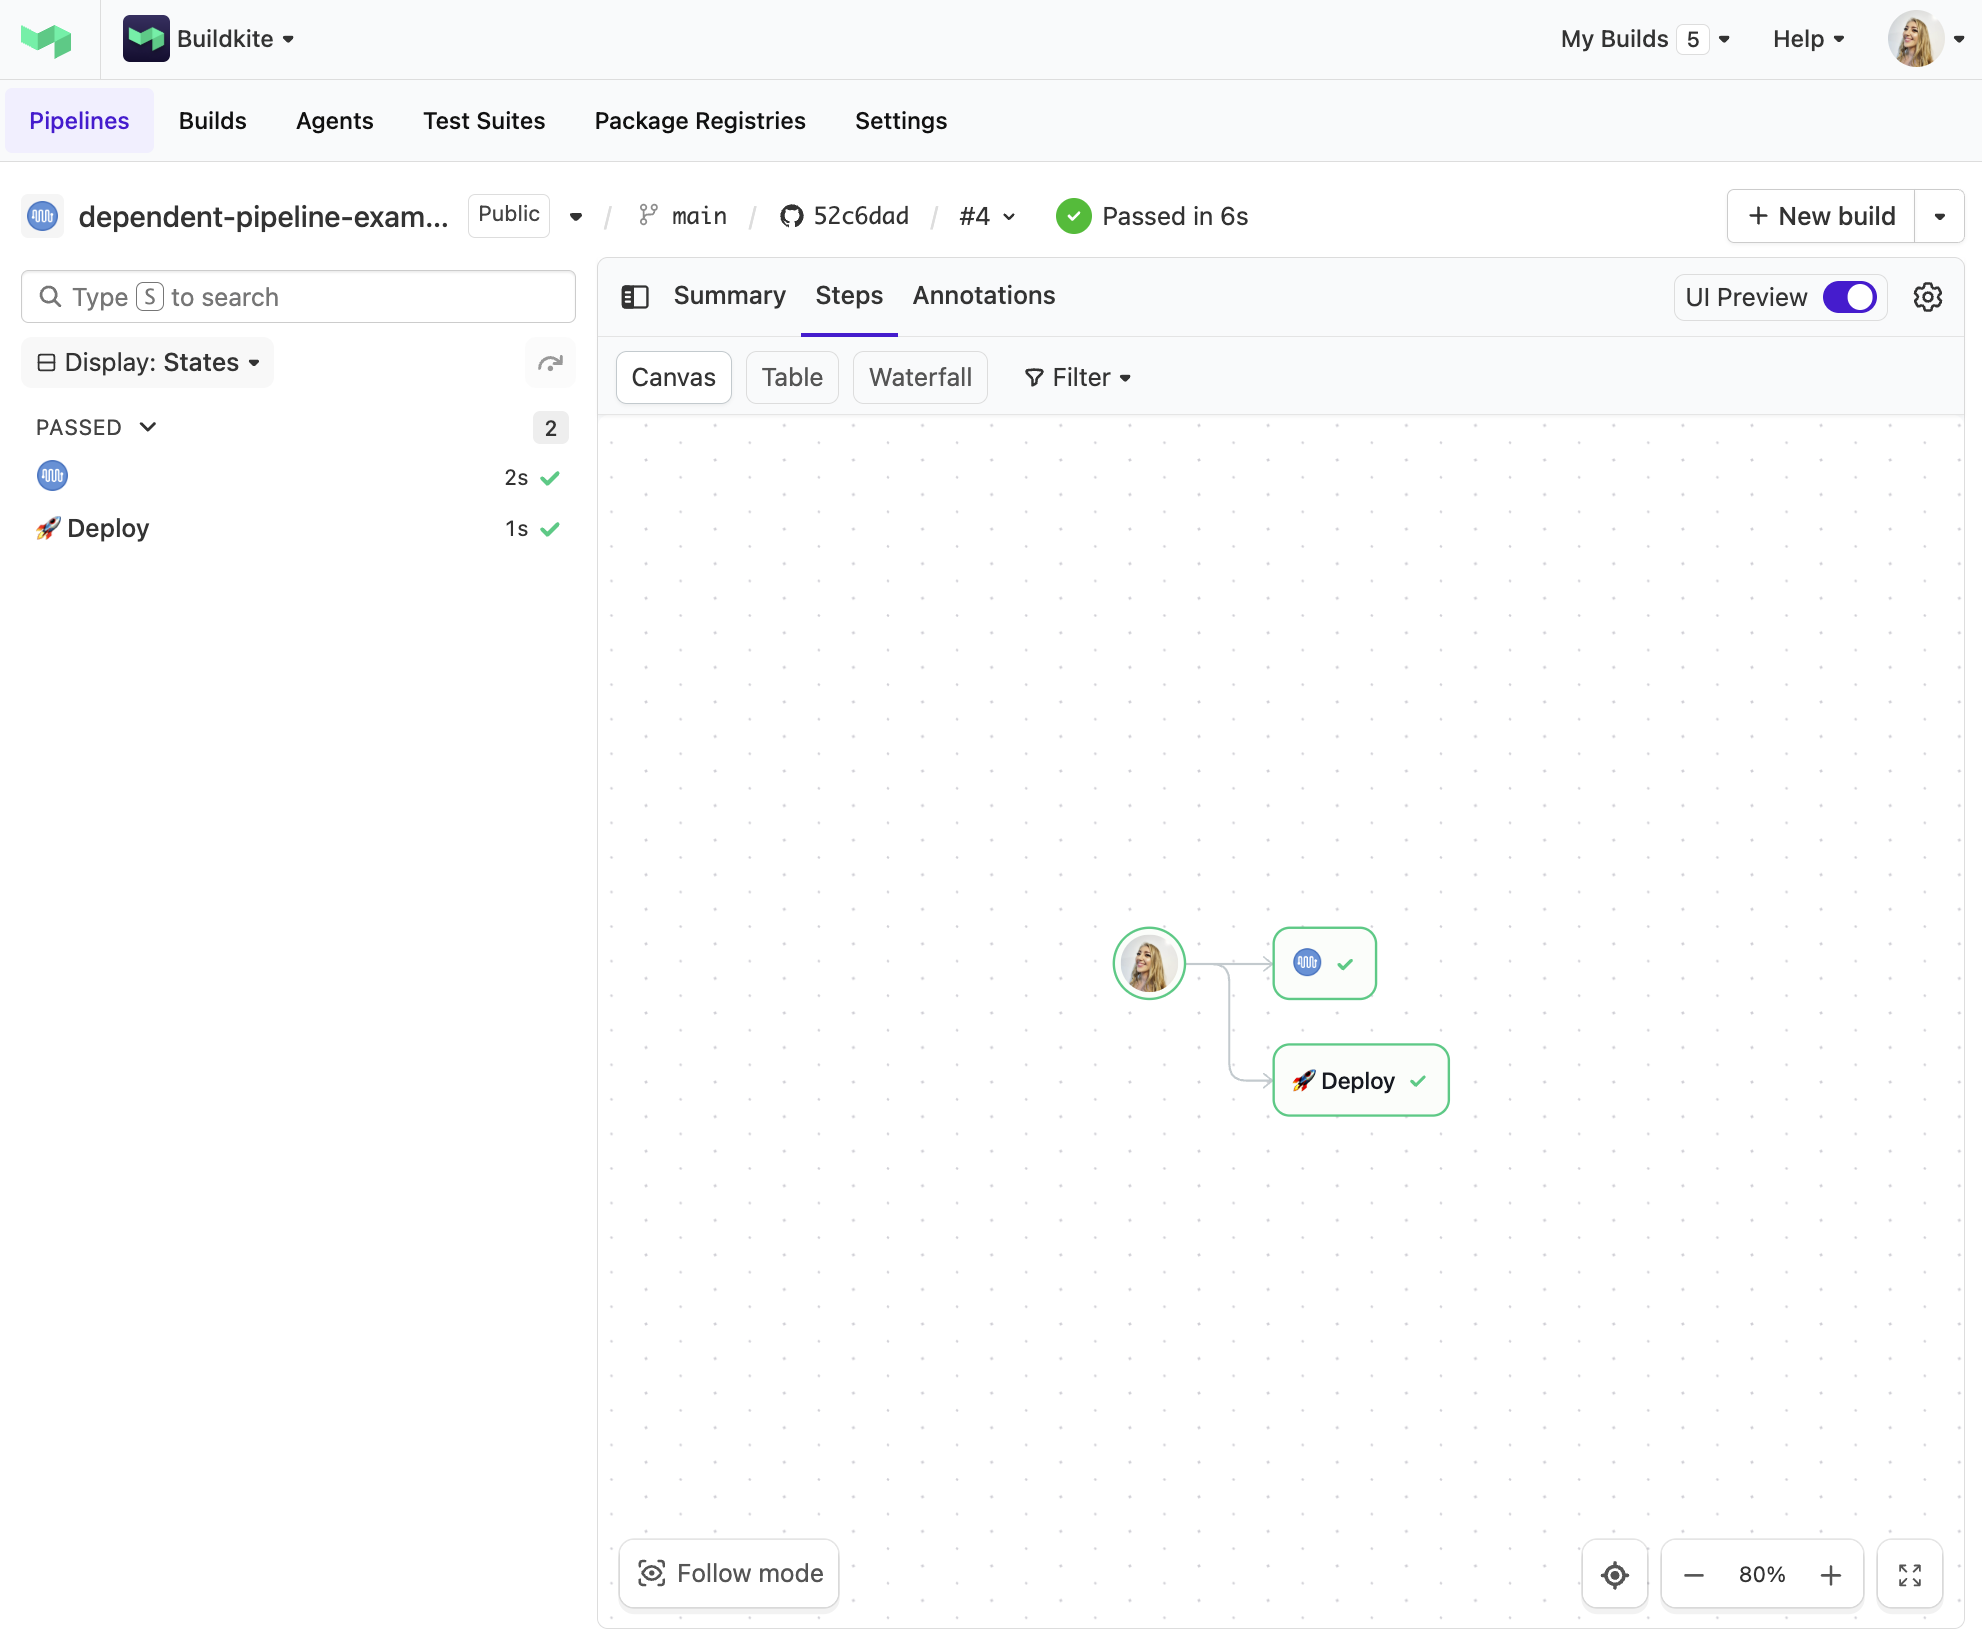 Buildkite
My Builds 5
Help
Pipelines
Builds
Agents
Test Suites
Package Registries
Settings
dependent-pipeline-exam...
Public
/ main / 52c6dad / #4
Passed in 6s
+ New build
Type S to search
Summary
Steps
Annotations
UI Preview
Display: States
Canvas
Table
Waterfall
Filter
PASSED
2
2s
Deploy
1s
Deploy
Follow mode
80%